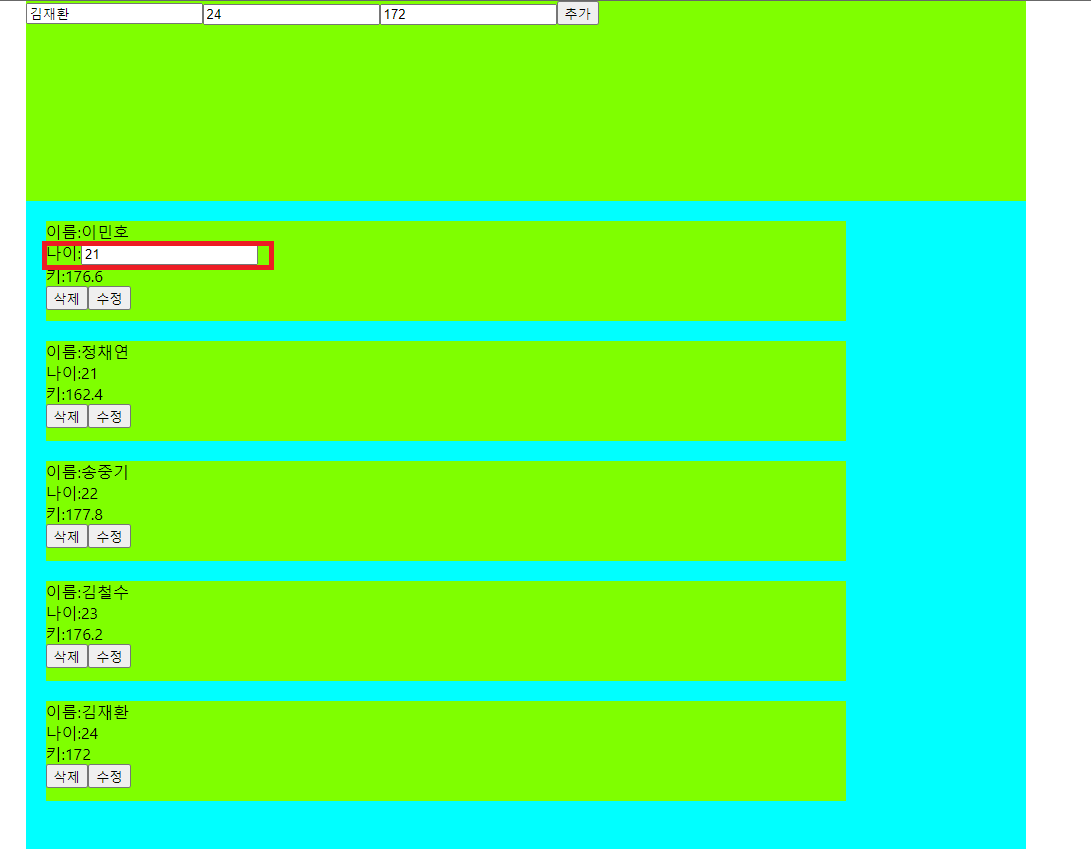 김재환 24 172 추가
이름:이민호
나이:21
키:176.6
삭제 수정
이름:정채연
나이:21
키:162.4
삭제 수정
이름:송중기
나이:22
키:177.8
삭제 수정
이름:김철수
나이:23
키:176.2
삭제 수정
이름:김재환
나이:24
키:172
삭제 수정